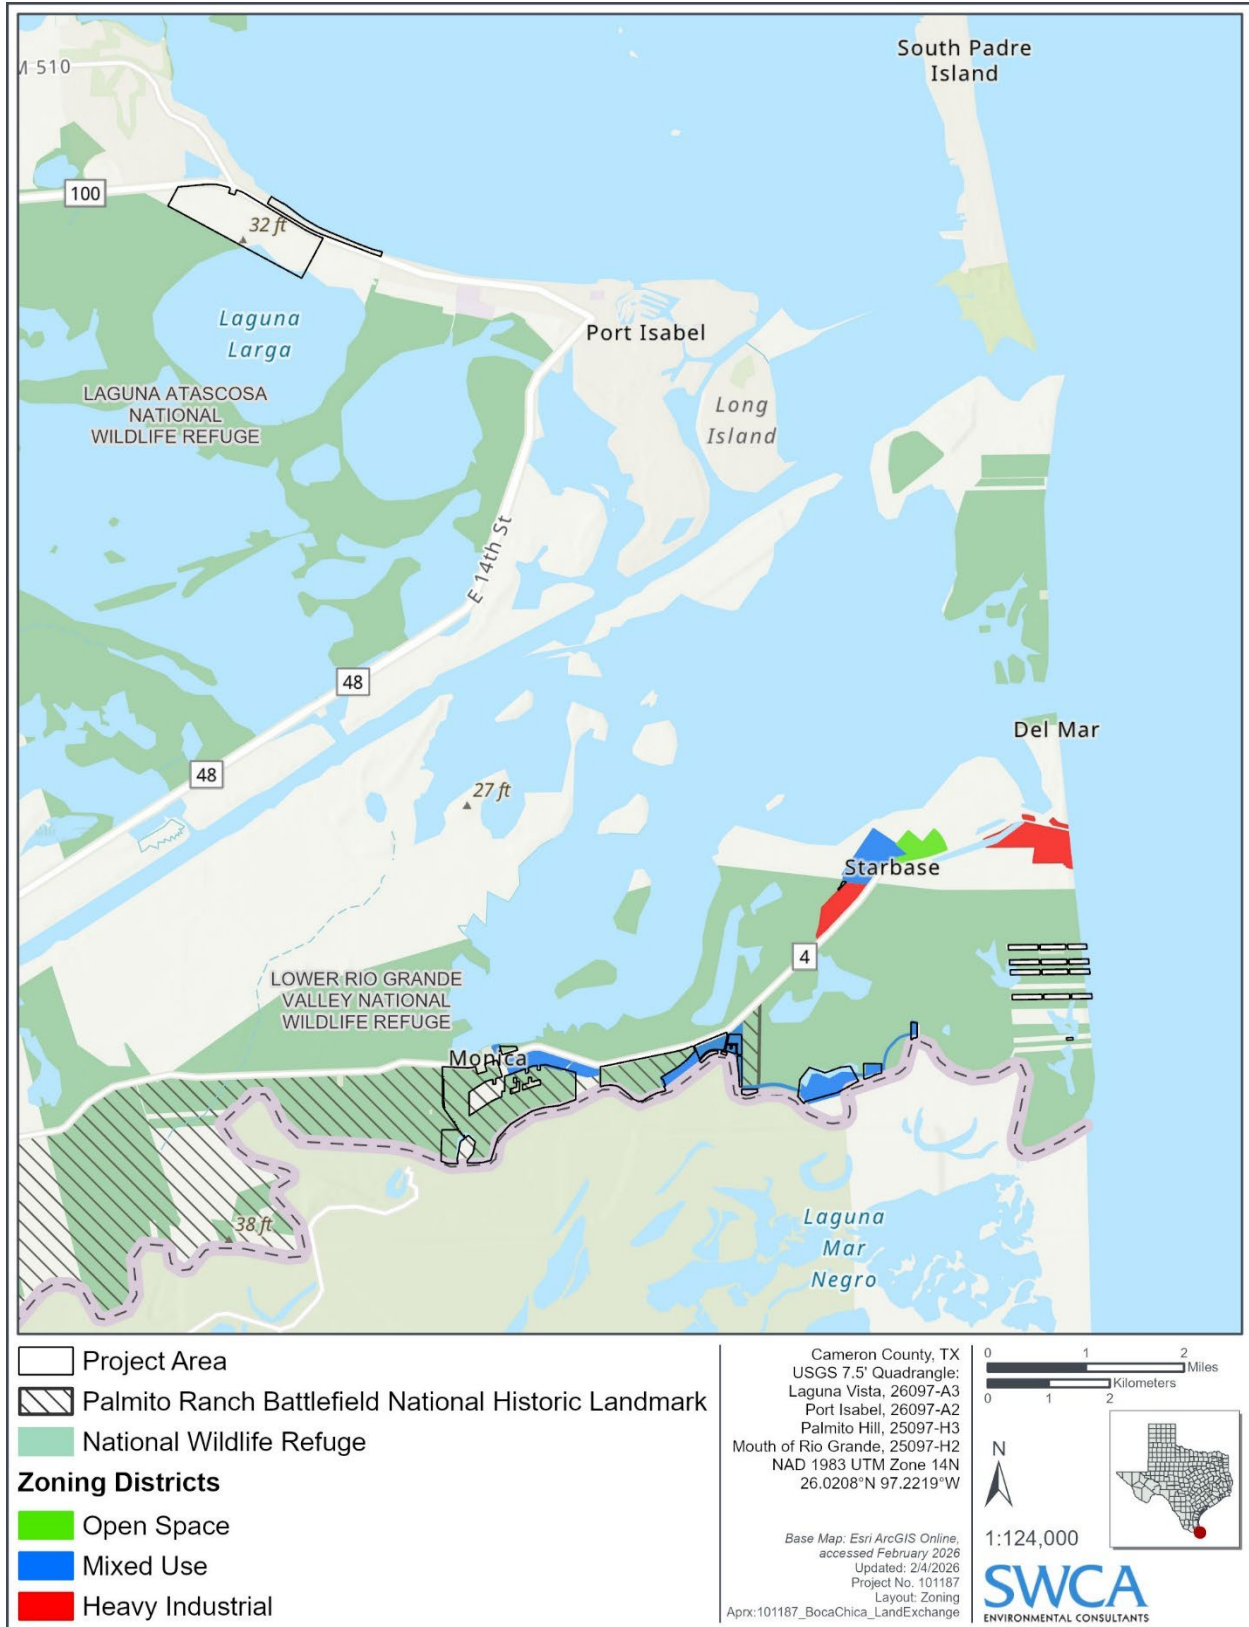 South Padre
Island
M 510
100
32 ft
Laguna
Larga
Port Isabel
LAGUNA ATASCOSA
NATIONAL
WILDLIFE REFUGE
Long
Island
E 14th St
48
Del Mar
48
27 ft
Starbase
4
LOWER RIO GRANDE
VALLEY NATIONAL
WILDLIFE REFUGE
Monica
38 ft
Laguna
Mar
Negro
Project Area
Palmito Ranch Battlefield National Historic Landmark
National Wildlife Refuge
Zoning Districts
Open Space
Mixed Use
Heavy Industrial
Cameron County, TX
USGS 7.5' Quadrangle:
Laguna Vista, 26097-A3
Port Isabel, 26097-A2
Palmito Hill, 25097-H3
Mouth of Rio Grande, 25097-H2
NAD 1983 UTM Zone 14N
26.0208°N 97.2219°W
Base Map: Esri ArcGIS Online,
accessed February 2026
Updated: 2/4/2026
Project No. 101187
Layout: Zoning
Aprx:101187_BocaChica_LandExchange
0 1 2
Miles
Kilometers
0 1 2
N
1:124,000
SWCA
ENVIRONMENTAL CONSULTANTS